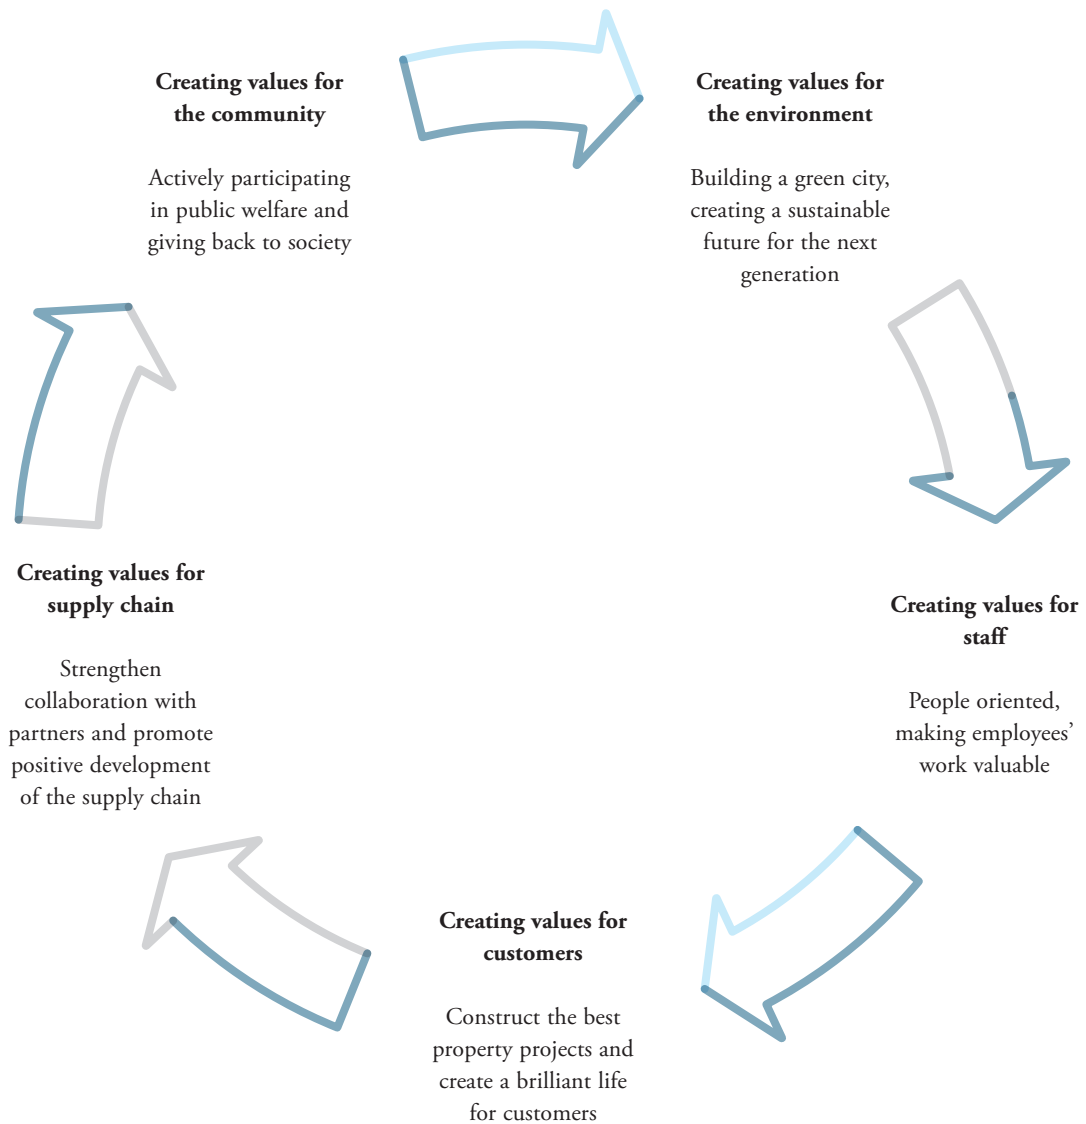 Creating values for
the community
Actively participating
in public welfare and
giving back to society
Creating values for
the environment
Building a green city,
creating a sustainable
future for the next
generation
Creating values for
staff
People oriented,
making employees’
work valuable
Creating values for
customers
Construct the best
property projects and
create a brilliant life
for customers
Creating values for
supply chain
Strengthen
collaboration with
partners and promote
positive development
of the supply chain